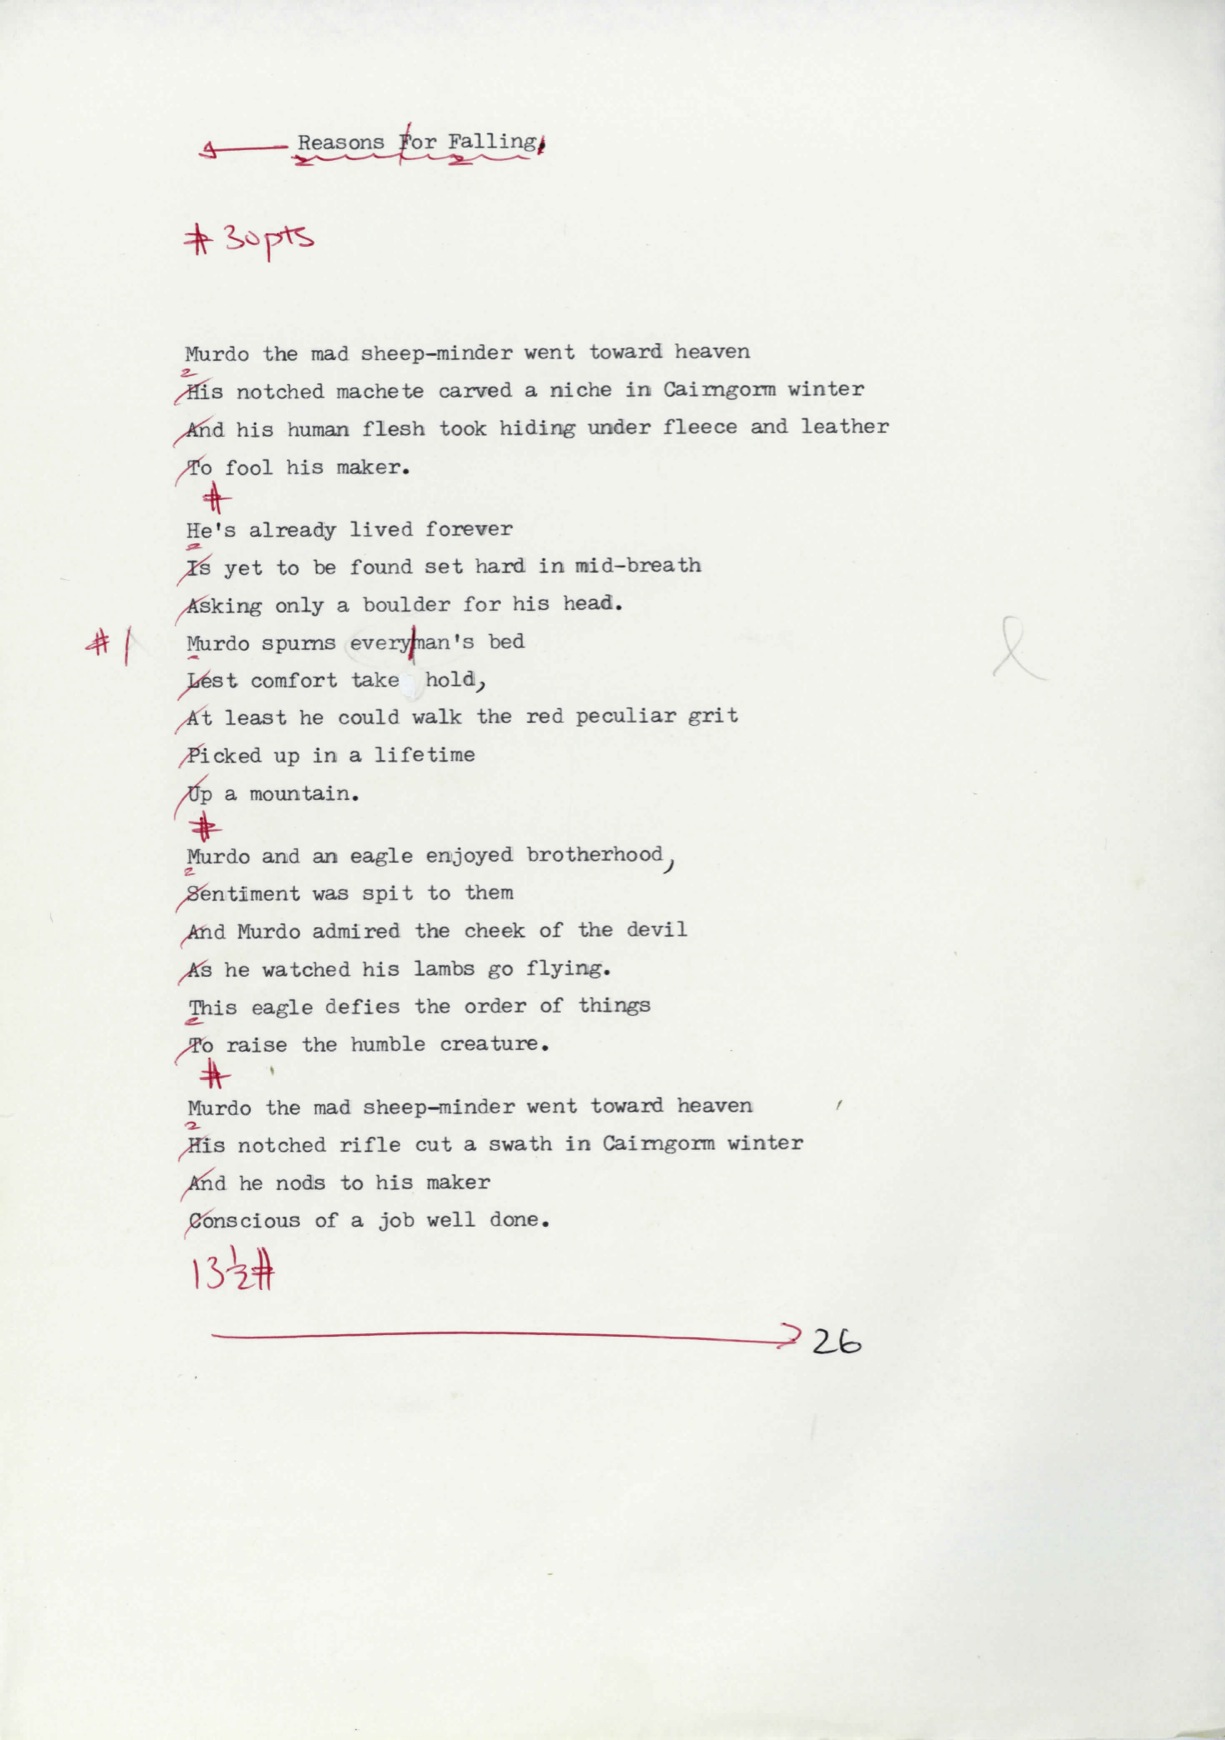 Reasons For Falling
# 30pts
Murdo the mad sheep-minder went toward heaven
His notched machete carved a niche in Cairngorm winter
And his human flesh took hiding under fleece and leather
To fool his maker.
#
He's already lived forever
Is yet to be found set hard in mid-breath
Asking only a boulder for his head.
# / Murdo spurns every|man's bed
Lest comfort take hold,
At least he could walk the red peculiar grit
Picked up in a lifetime
Up a mountain.
#
Murdo and an eagle enjoyed brotherhood,
Sentiment was spit to them
And Murdo admired the cheek of the devil
As he watched his lambs go flying.
This eagle defies the order of things
To raise the humble creature.
#
Murdo the mad sheep-minder went toward heaven
His notched rifle cut a swath in Cairngorm winter
And he nods to his maker
Conscious of a job well done.
13½#
26